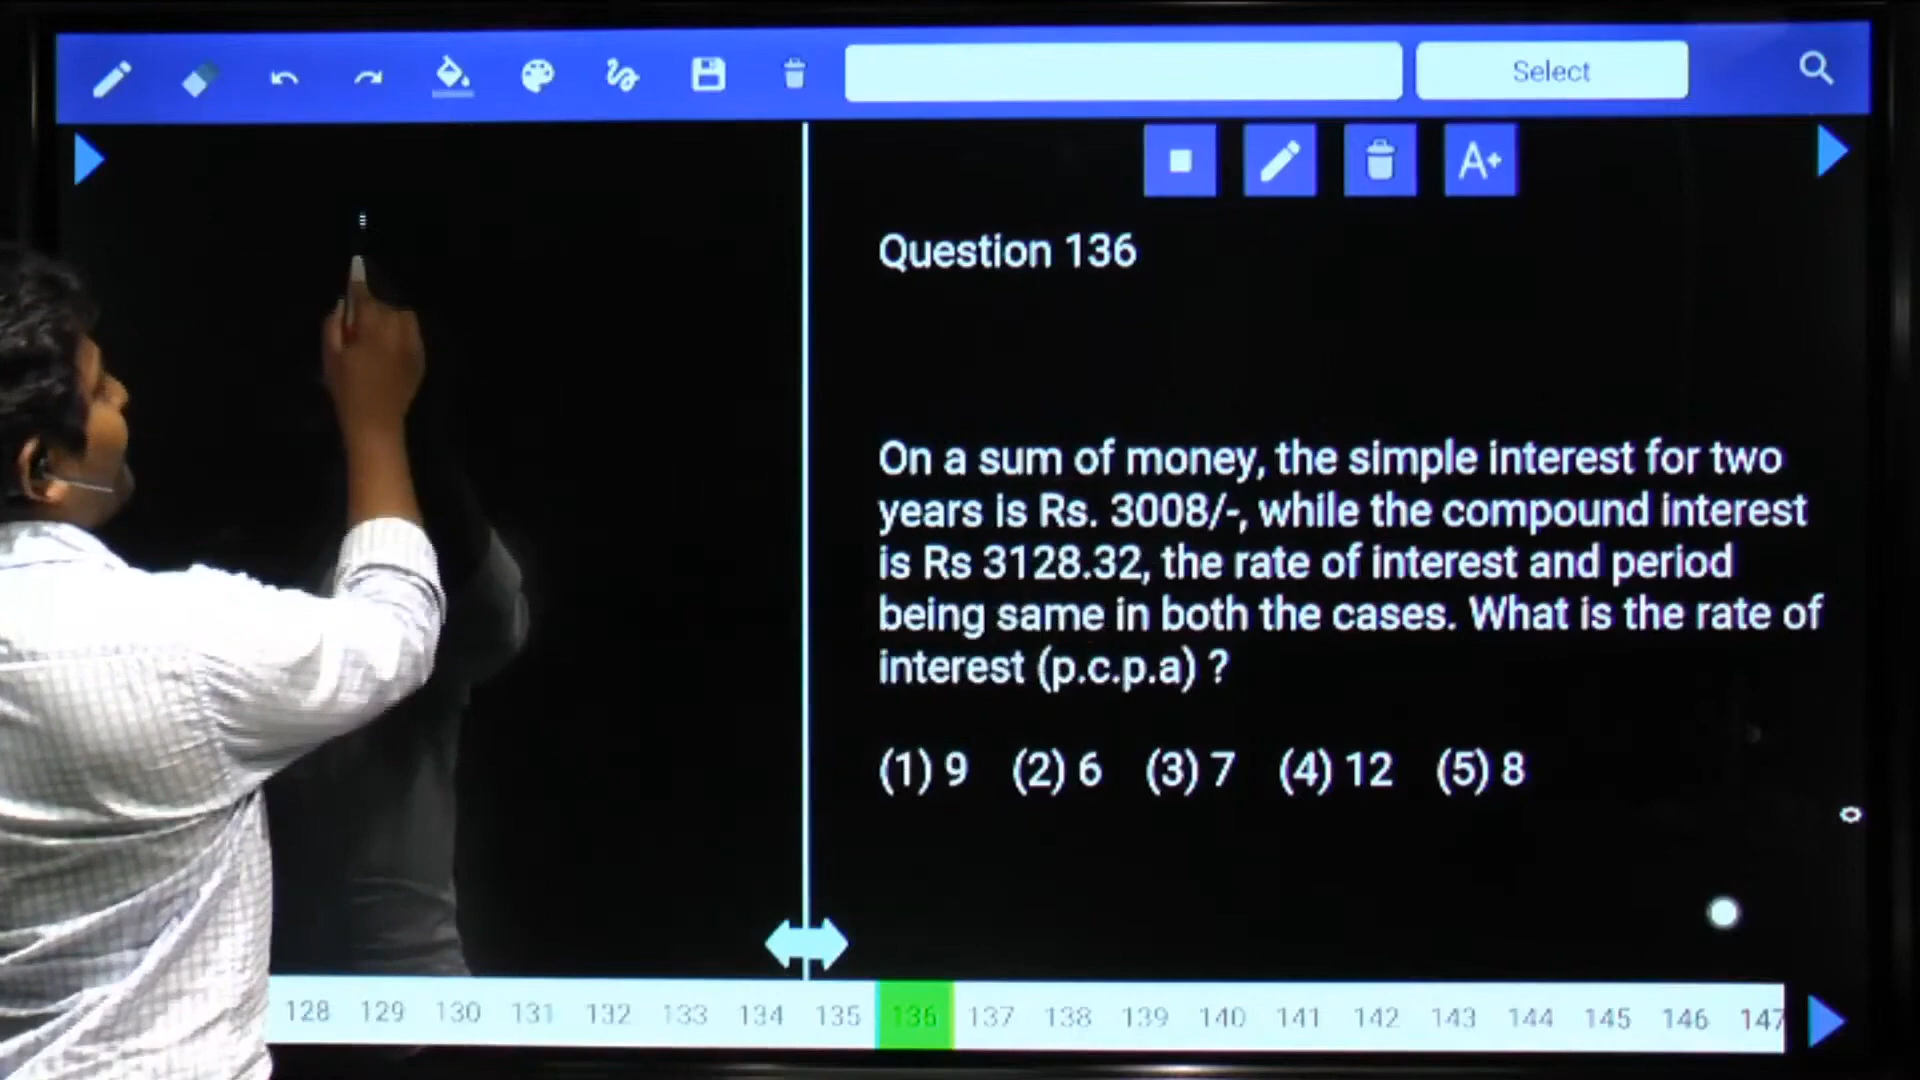 Select
A+
Question 136
On a sum of money, the simple interest for two
years is Rs. 3008/-, while the compound interest
is Rs 3128.32, the rate of interest and period
being same in both the cases. What is the rate of
interest (p.c.p.a) ?
(1) 9 (2) 6 (3) 7 (4) 12 (5) 8
128 129 130 131 132 133 134 135 136 137 138 139 140 141 142 143 144 145 146 147